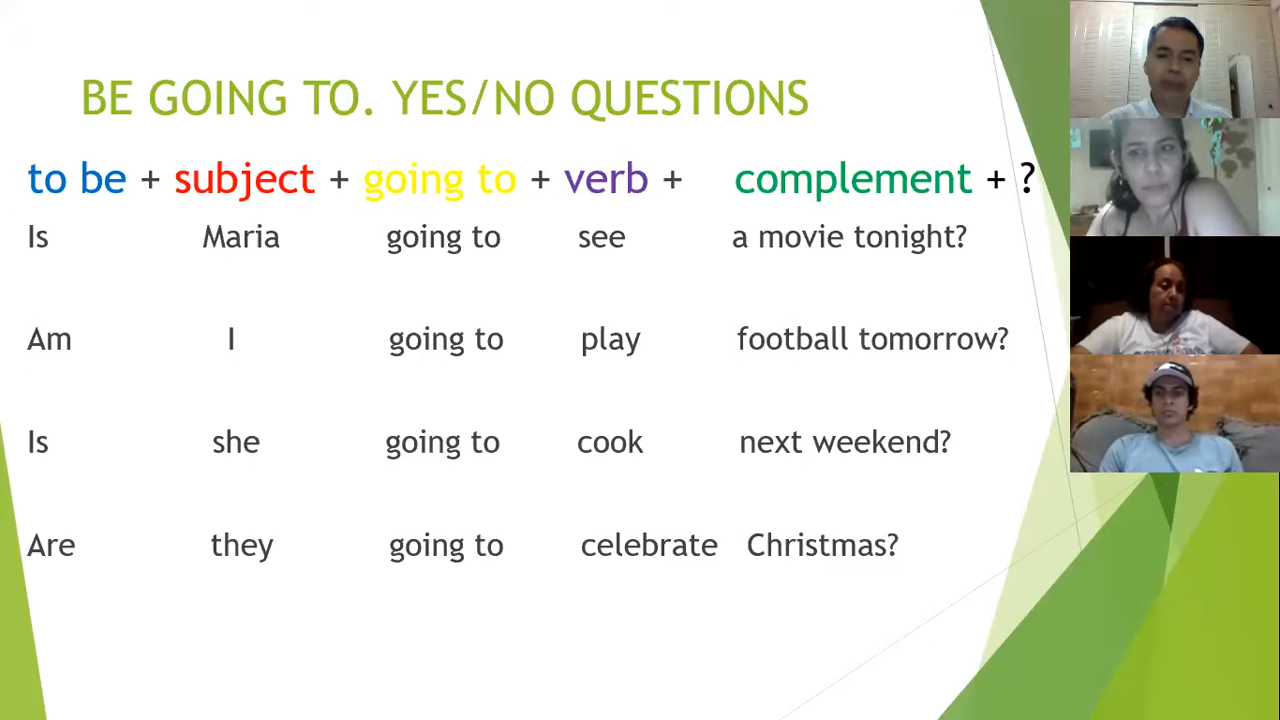 BE GOING TO. YES/NO QUESTIONS
to be + subject + going to + verb + complement + ?
Is Maria going to see a movie tonight?
Am I going to play football tomorrow?
Is she going to cook next weekend?
Are they going to celebrate Christmas?